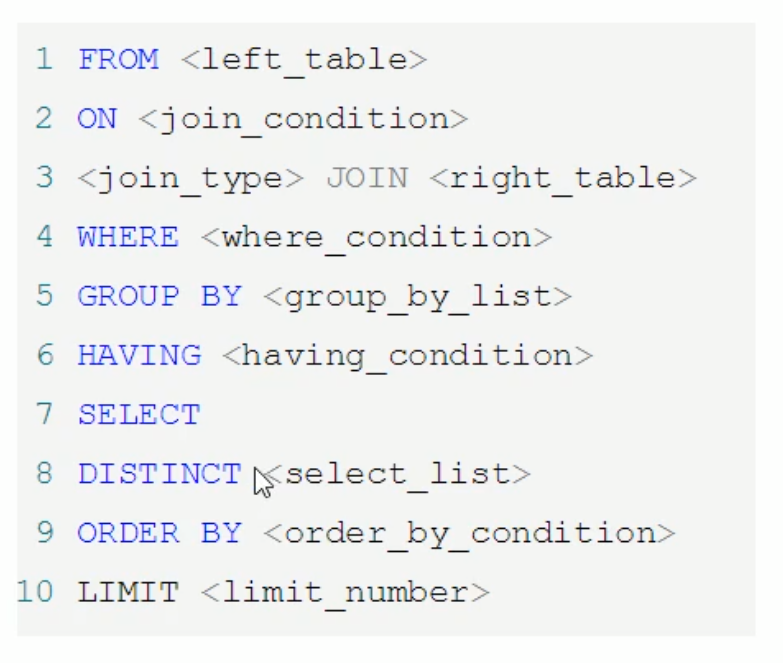 1 FROM <left_table>
2 ON <join_condition>
3 <join_type> JOIN <right_table>
4 WHERE <where_condition>
5 GROUP BY <group_by_list>
6 HAVING <having_condition>
7 SELECT
8 DISTINCT <select_list>
9 ORDER BY <order_by_condition>
10 LIMIT <limit_number>